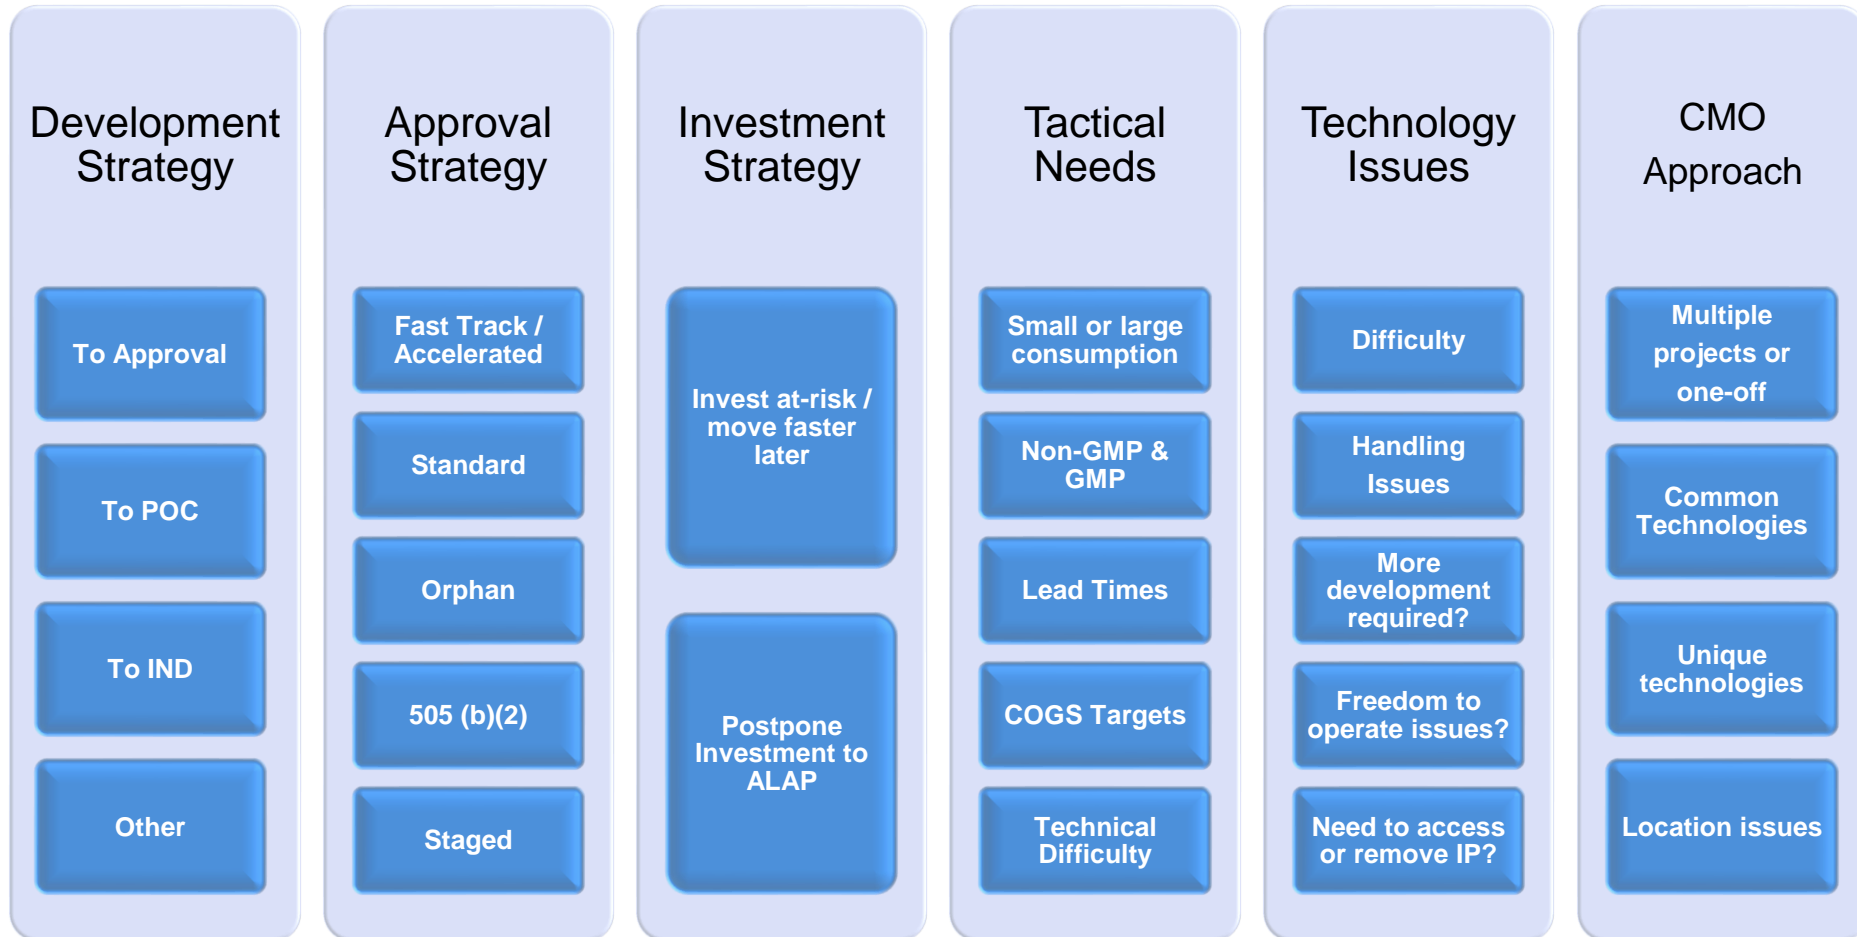 Development
Strategy
To Approval
To POC
To IND
Other
Approval
Strategy
Fast Track /
Accelerated
Standard
Orphan
505 (b)(2)
Staged
Investment
Strategy
Invest at-risk /
move faster
later
Postpone
Investment to
ALAP
Tactical
Needs
Small or large
consumption
Non-GMP &
GMP
Lead Times
COGS Targets
Technical
Difficulty
Technology
Issues
Difficulty
Handling
Issues
More
development
required?
Freedom to
operate issues?
Need to access
or remove IP?
CMO
Approach
Multiple
projects or
one-off
Common
Technologies
Unique
technologies
Location issues